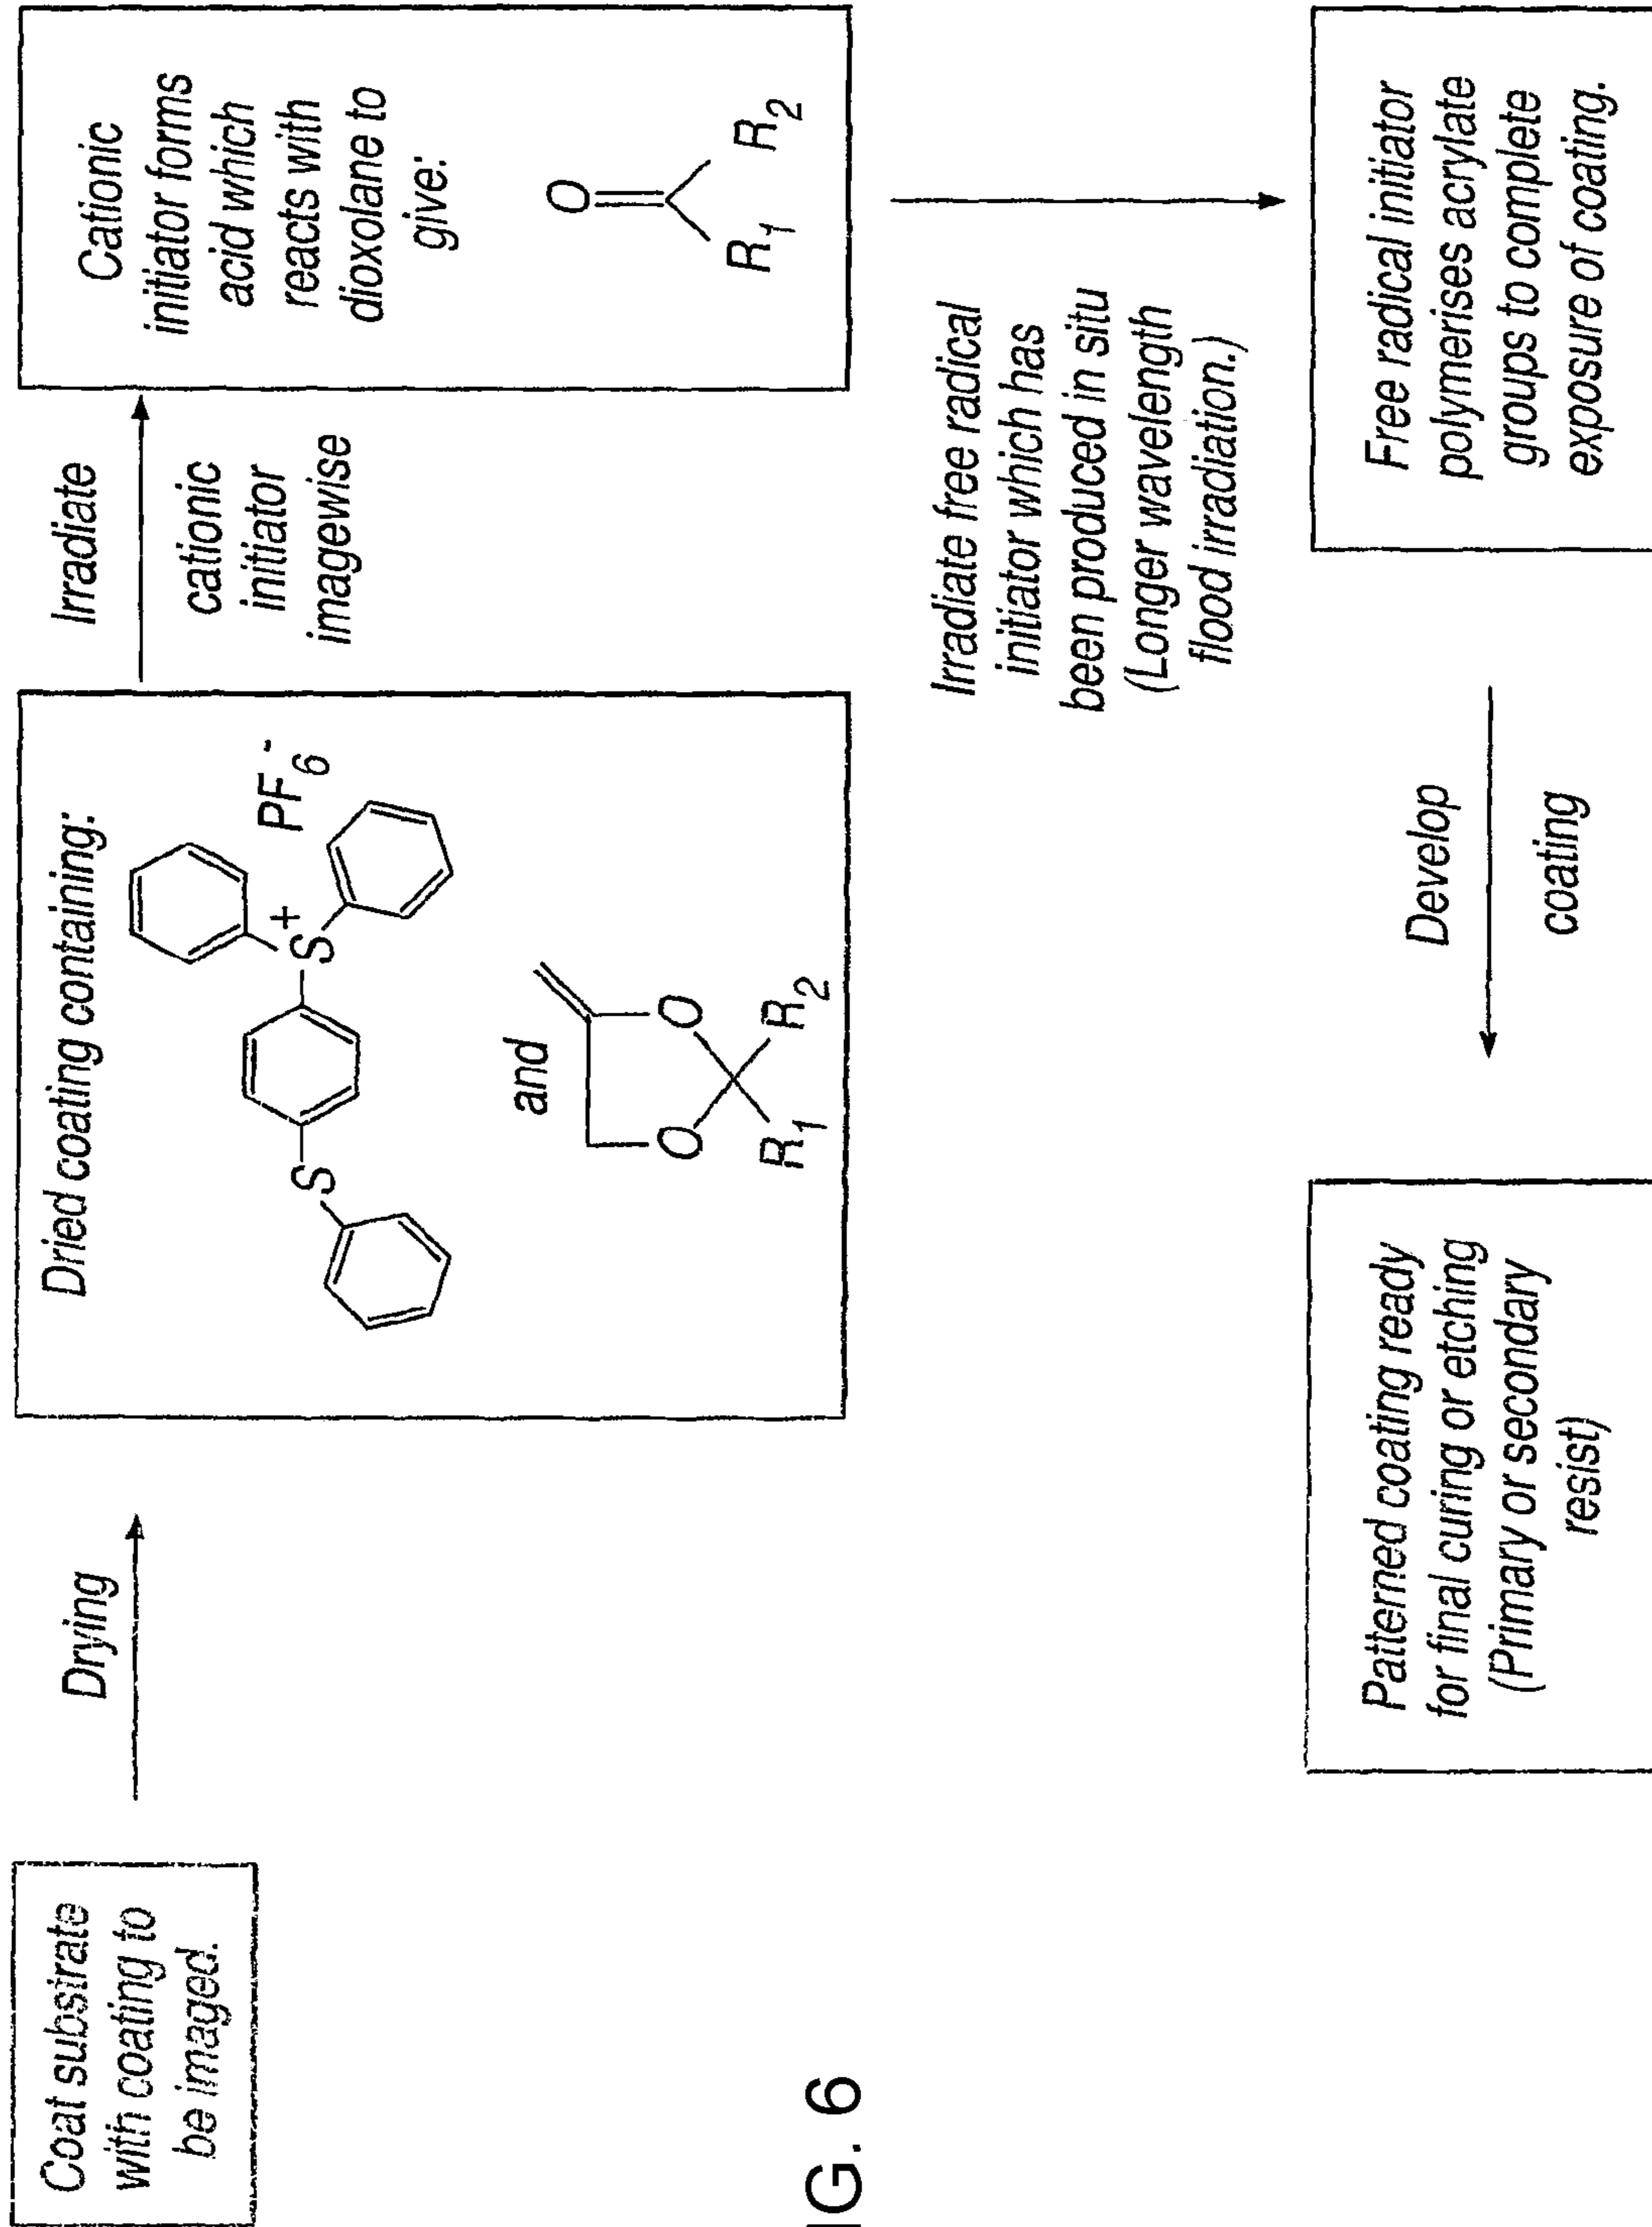 Coat substrate
with coating to
be imaged.
Drying
Dried coating containing:
S
S
+
PF6-
and
O
O
R1
R2
Irradiate
cationic
initiator
imagewise
Cationic
initiator forms
acid which
reacts with
dioxolane to
give:
O
R1
R2
Irradiate free radical
initiator which has
been produced in situ
(Longer wavelength
flood irradiation.)
Free radical initiator
polymerises acrylate
groups to complete
exposure of coating.
Develop
coating
Patterned coating ready
for final curing or etching
(Primary or secondary
resist)
IG. 6